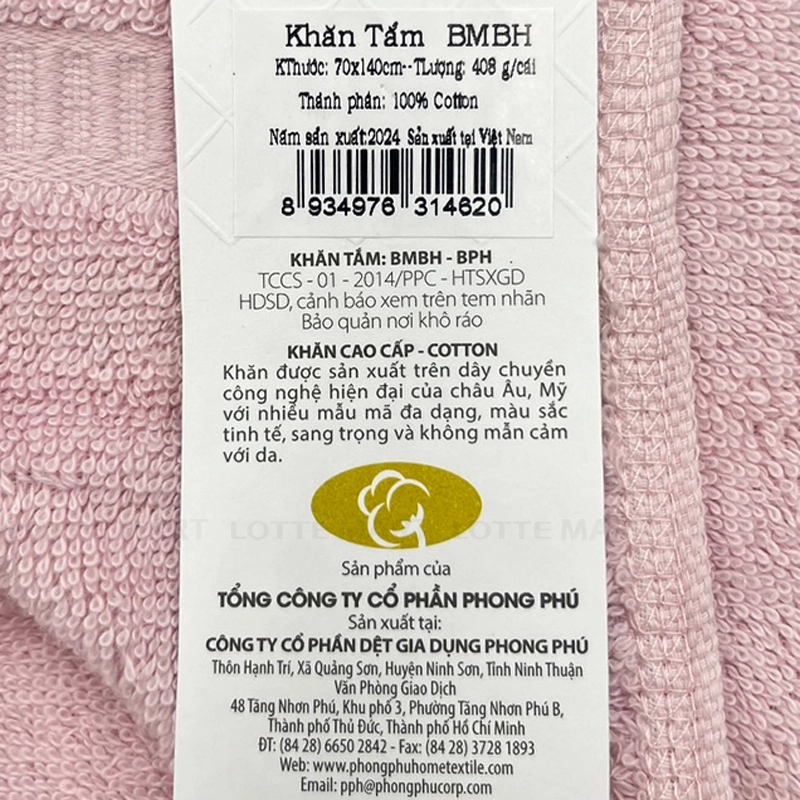 Khăn Tắm BMBH
KThước: 70x140cm--TLượng: 408 g/cái
Thành phần: 100% Cotton
Năm sản xuất:2024 Sản xuất tại Việt Nam
8 934976 314620
KHĂN TẮM: BMBH - BPH
TCCS - 01 - 2014/PPC - HTSXGD
HDSD, cảnh báo xem trên tem nhãn
Bảo quản nơi khô ráo
KHĂN CAO CẤP - COTTON
Khăn được sản xuất trên dây chuyền
công nghệ hiện đại của châu Âu, Mỹ
với nhiều mẫu mã đa dạng, màu sắc
tinh tế, sang trọng và không mẫn cảm
với da.
LOTTE MART LOTTE MART
Sản phẩm của
TỔNG CÔNG TY CỔ PHẦN PHONG PHÚ
Sản xuất tại:
CÔNG TY CỔ PHẦN DỆT GIA DỤNG PHONG PHÚ
Thôn Hạnh Trí, Xã Quảng Sơn, Huyện Ninh Sơn, Tỉnh Ninh Thuận
Văn Phòng Giao Dịch
48 Tăng Nhơn Phú, Khu phố 3, Phường Tăng Nhơn Phú B,
Thành phố Thủ Đức, Thành phố Hồ Chí Minh
ĐT: (84 28) 6650 2842 - Fax: (84 28) 3728 1893
Web: www.phongphuhometextile.com
Email: pph@phongphucorp.com